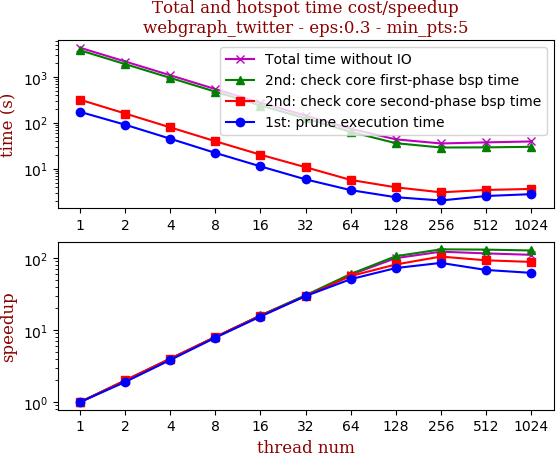 Total and hotspot time cost/speedup
webgraph_twitter - eps:0.3 - min_pts:5
time (s)
10³
10²
10¹
Total time without IO
2nd: check core first-phase bsp time
2nd: check core second-phase bsp time
1st: prune execution time
1 2 4 8 16 32 64 128 256 512 1024
speedup
10²
10¹
10⁰
1 2 4 8 16 32 64 128 256 512 1024
thread num